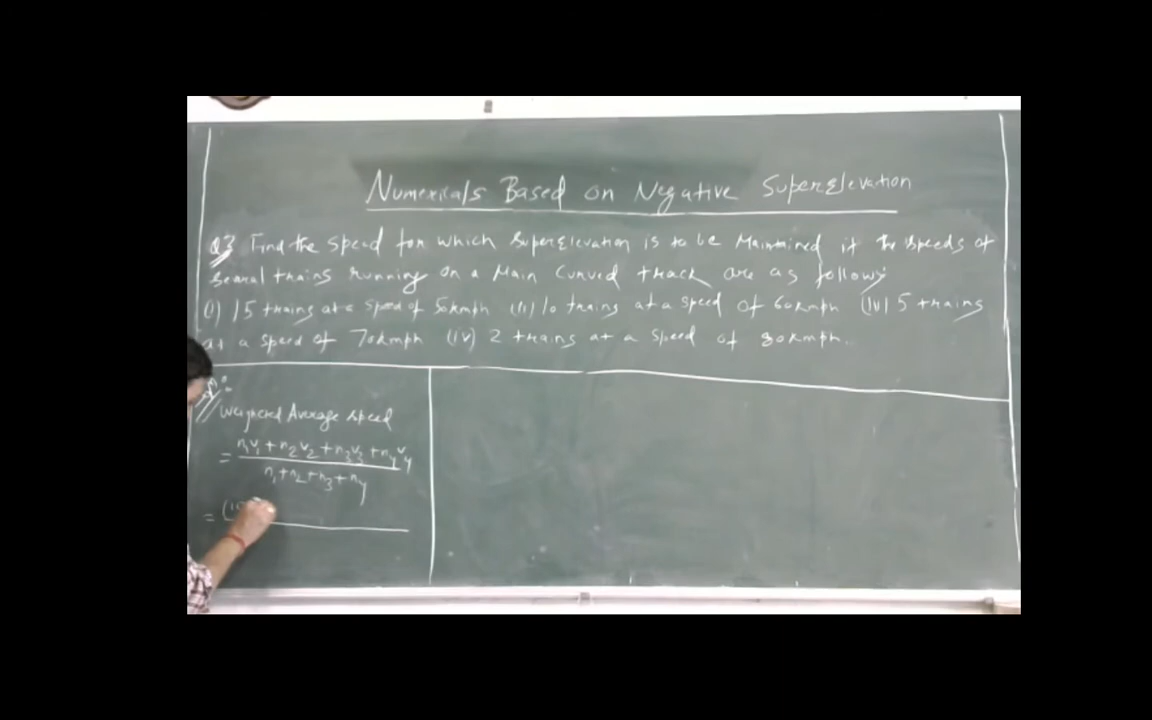 Numericals Based on Negative SuperElevation
Q3 Find the speed for which SuperElevation is to be Maintained if the speeds of
several trains running on a Main Curved track are as follows
(i) 15 trains at a speed of 50kmph (ii) 10 trains at a speed of 60kmph (iii) 5 trains
at a speed of 70kmph (iv) 2 trains at a speed of 80kmph.
Solⁿ:
Weighted Average speed
= n₁v₁ + n₂v₂ + n₃v₃ + n₄v₄
n₁ + n₂ + n₃ + n₄
= (1